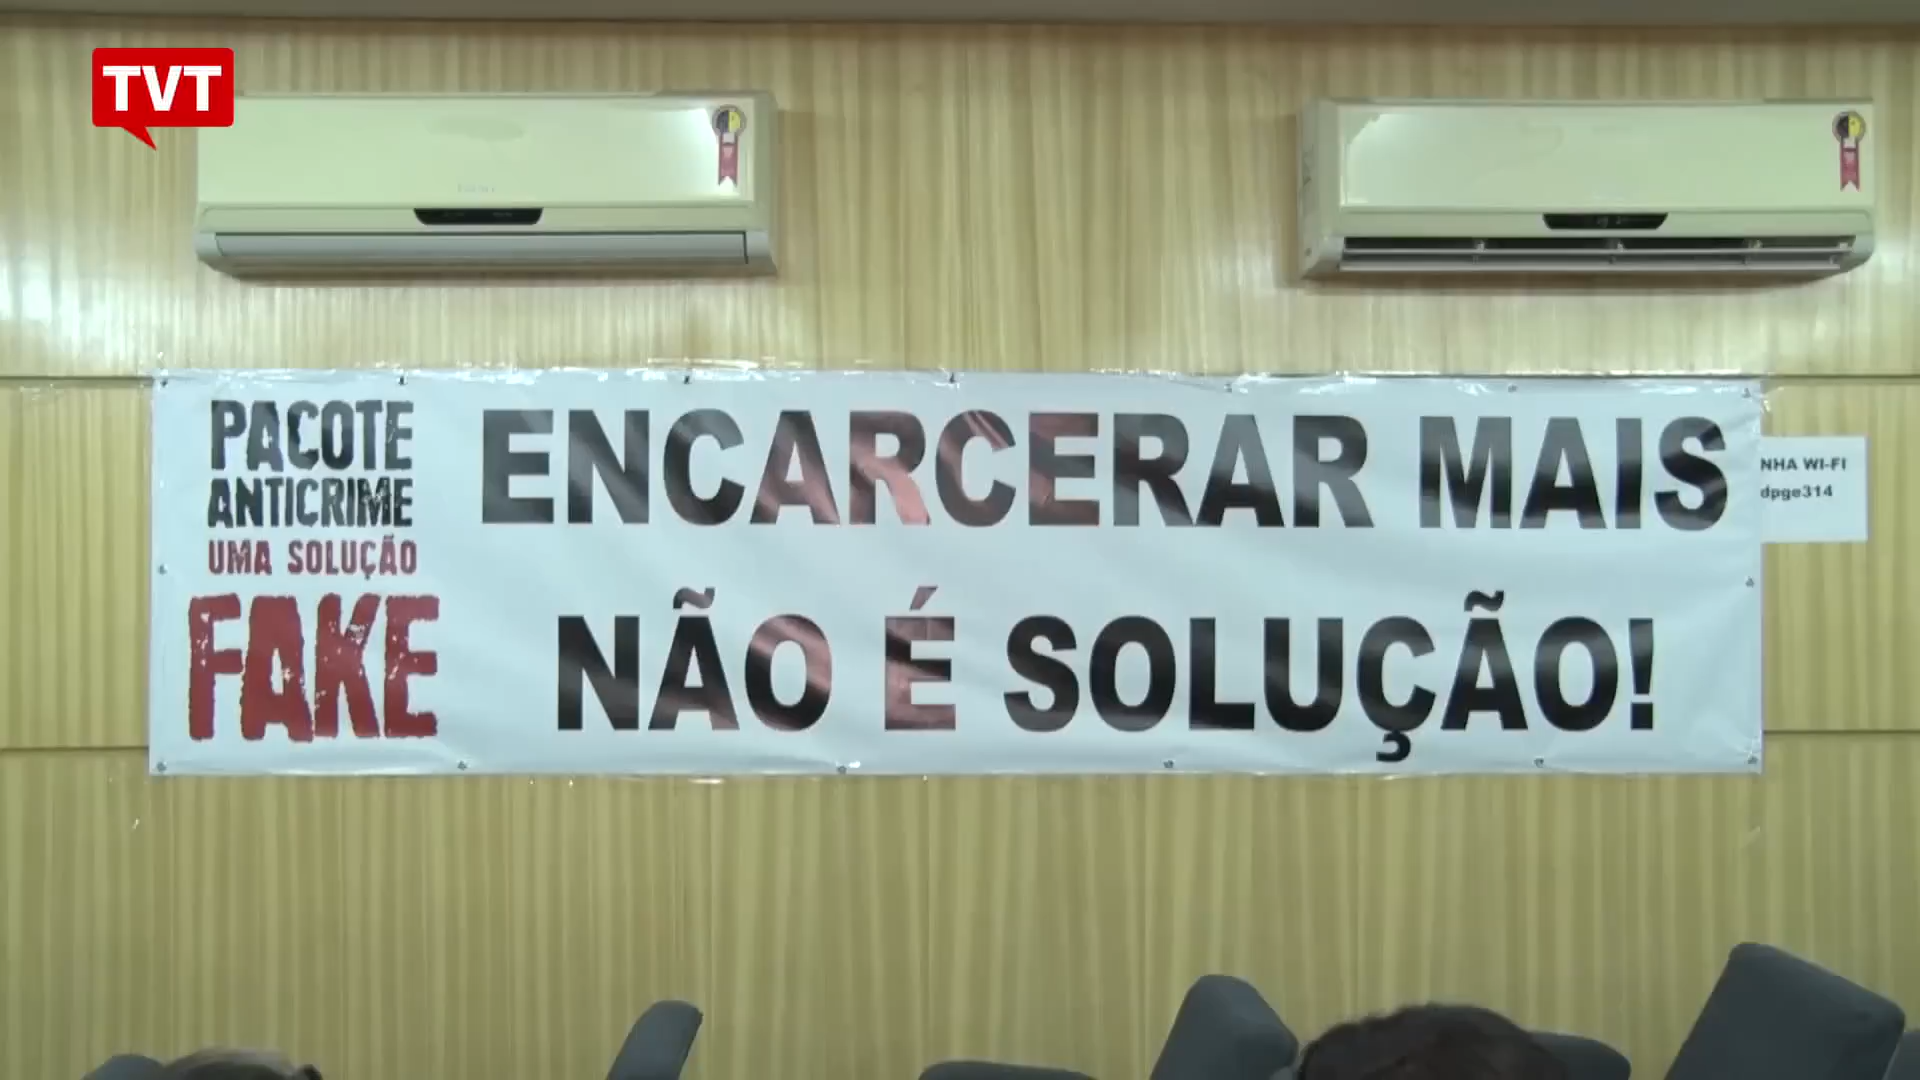 TVT
PACOTE
ANTICRIME
UMA SOLUÇÃO
FAKE
ENCARCERAR MAIS
NÃO É SOLUÇÃO!
NHA WI-FI
dpge314